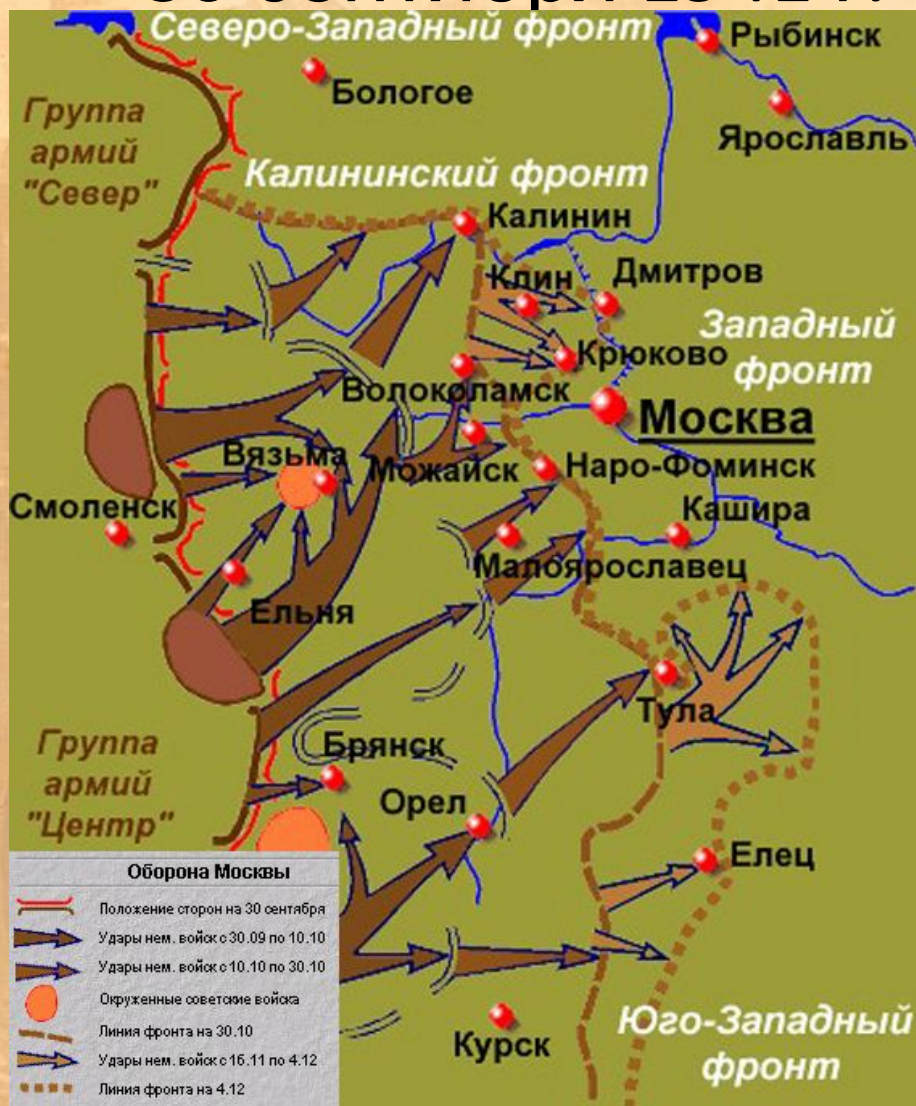 Северо-Западный фронт
Рыбинск
Бологое
Группа
армий
"Север"
Ярославль
Калининский фронт
Калинин
Клин
Дмитров
Западный
фронт
Крюково
Волоколамск
Москва
Вязьма
Можайск
Наро-Фоминск
Смоленск
Кашира
Малоярославец
Ельня
Тула
Группа
армий
"Центр"
Брянск
Орел
Елец
Курск
Юго-Западный
фронт
Оборона Москвы
Положение сторон на 30 сентября
Удары нем. войск с 30.09 по 10.10
Удары нем. войск с 10.10 по 30.10
Окруженные советские войска
Линия фронта на 30.10
Удары нем. войск с 16.11 по 4.12
Линия фронта на 4.12